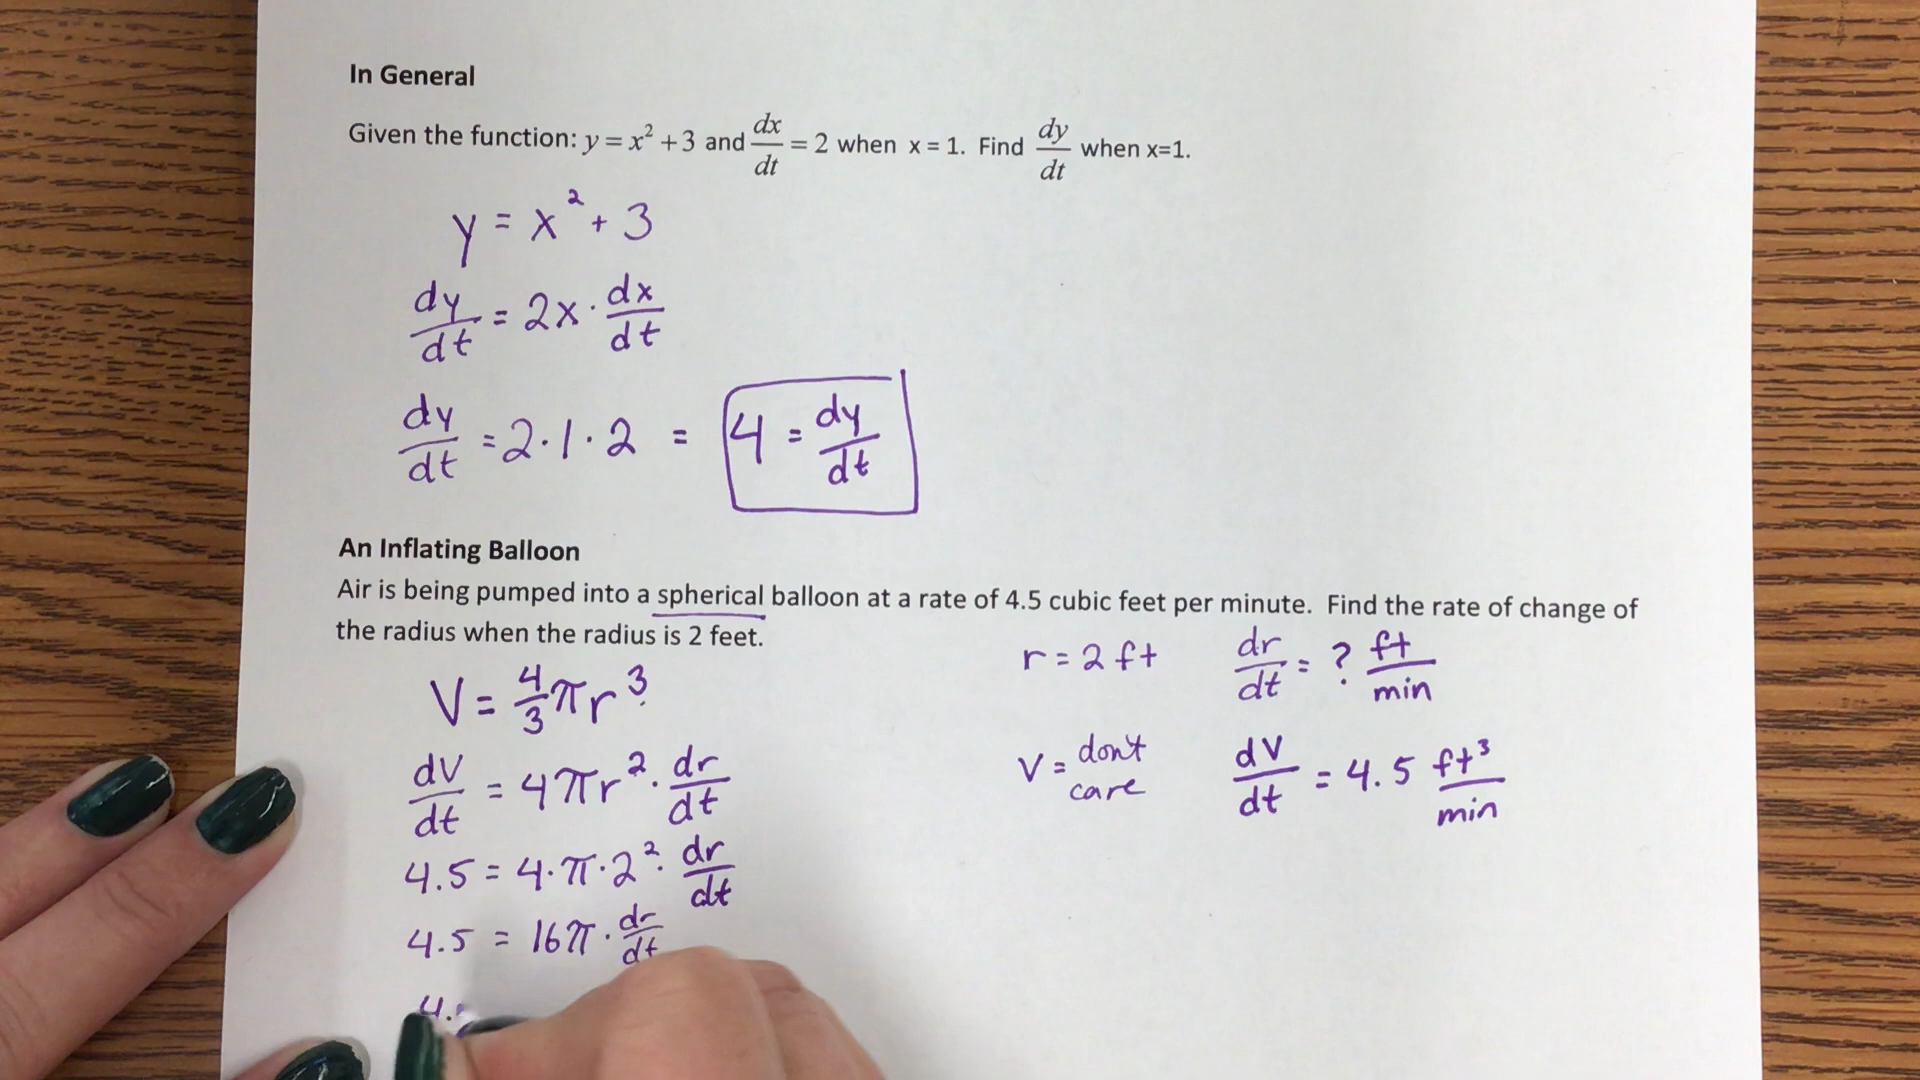 In General
Given the function: y = x² + 3 and dx/dt = 2 when x = 1. Find dy/dt when x=1.
y = x² + 3
dy/dt = 2x · dx/dt
dy/dt = 2 · 1 · 2 = 4 = dy/dt
An Inflating Balloon
Air is being pumped into a spherical balloon at a rate of 4.5 cubic feet per minute. Find the rate of change of
the radius when the radius is 2 feet.
r = 2 ft dr/dt = ? ft/min
V = 4/3 πr³
V = don't care dV/dt = 4.5 ft³/min
dV/dt = 4πr² · dr/dt
4.5 = 4 · π · 2² · dr/dt
4.5 = 16π · dr/dt
4.